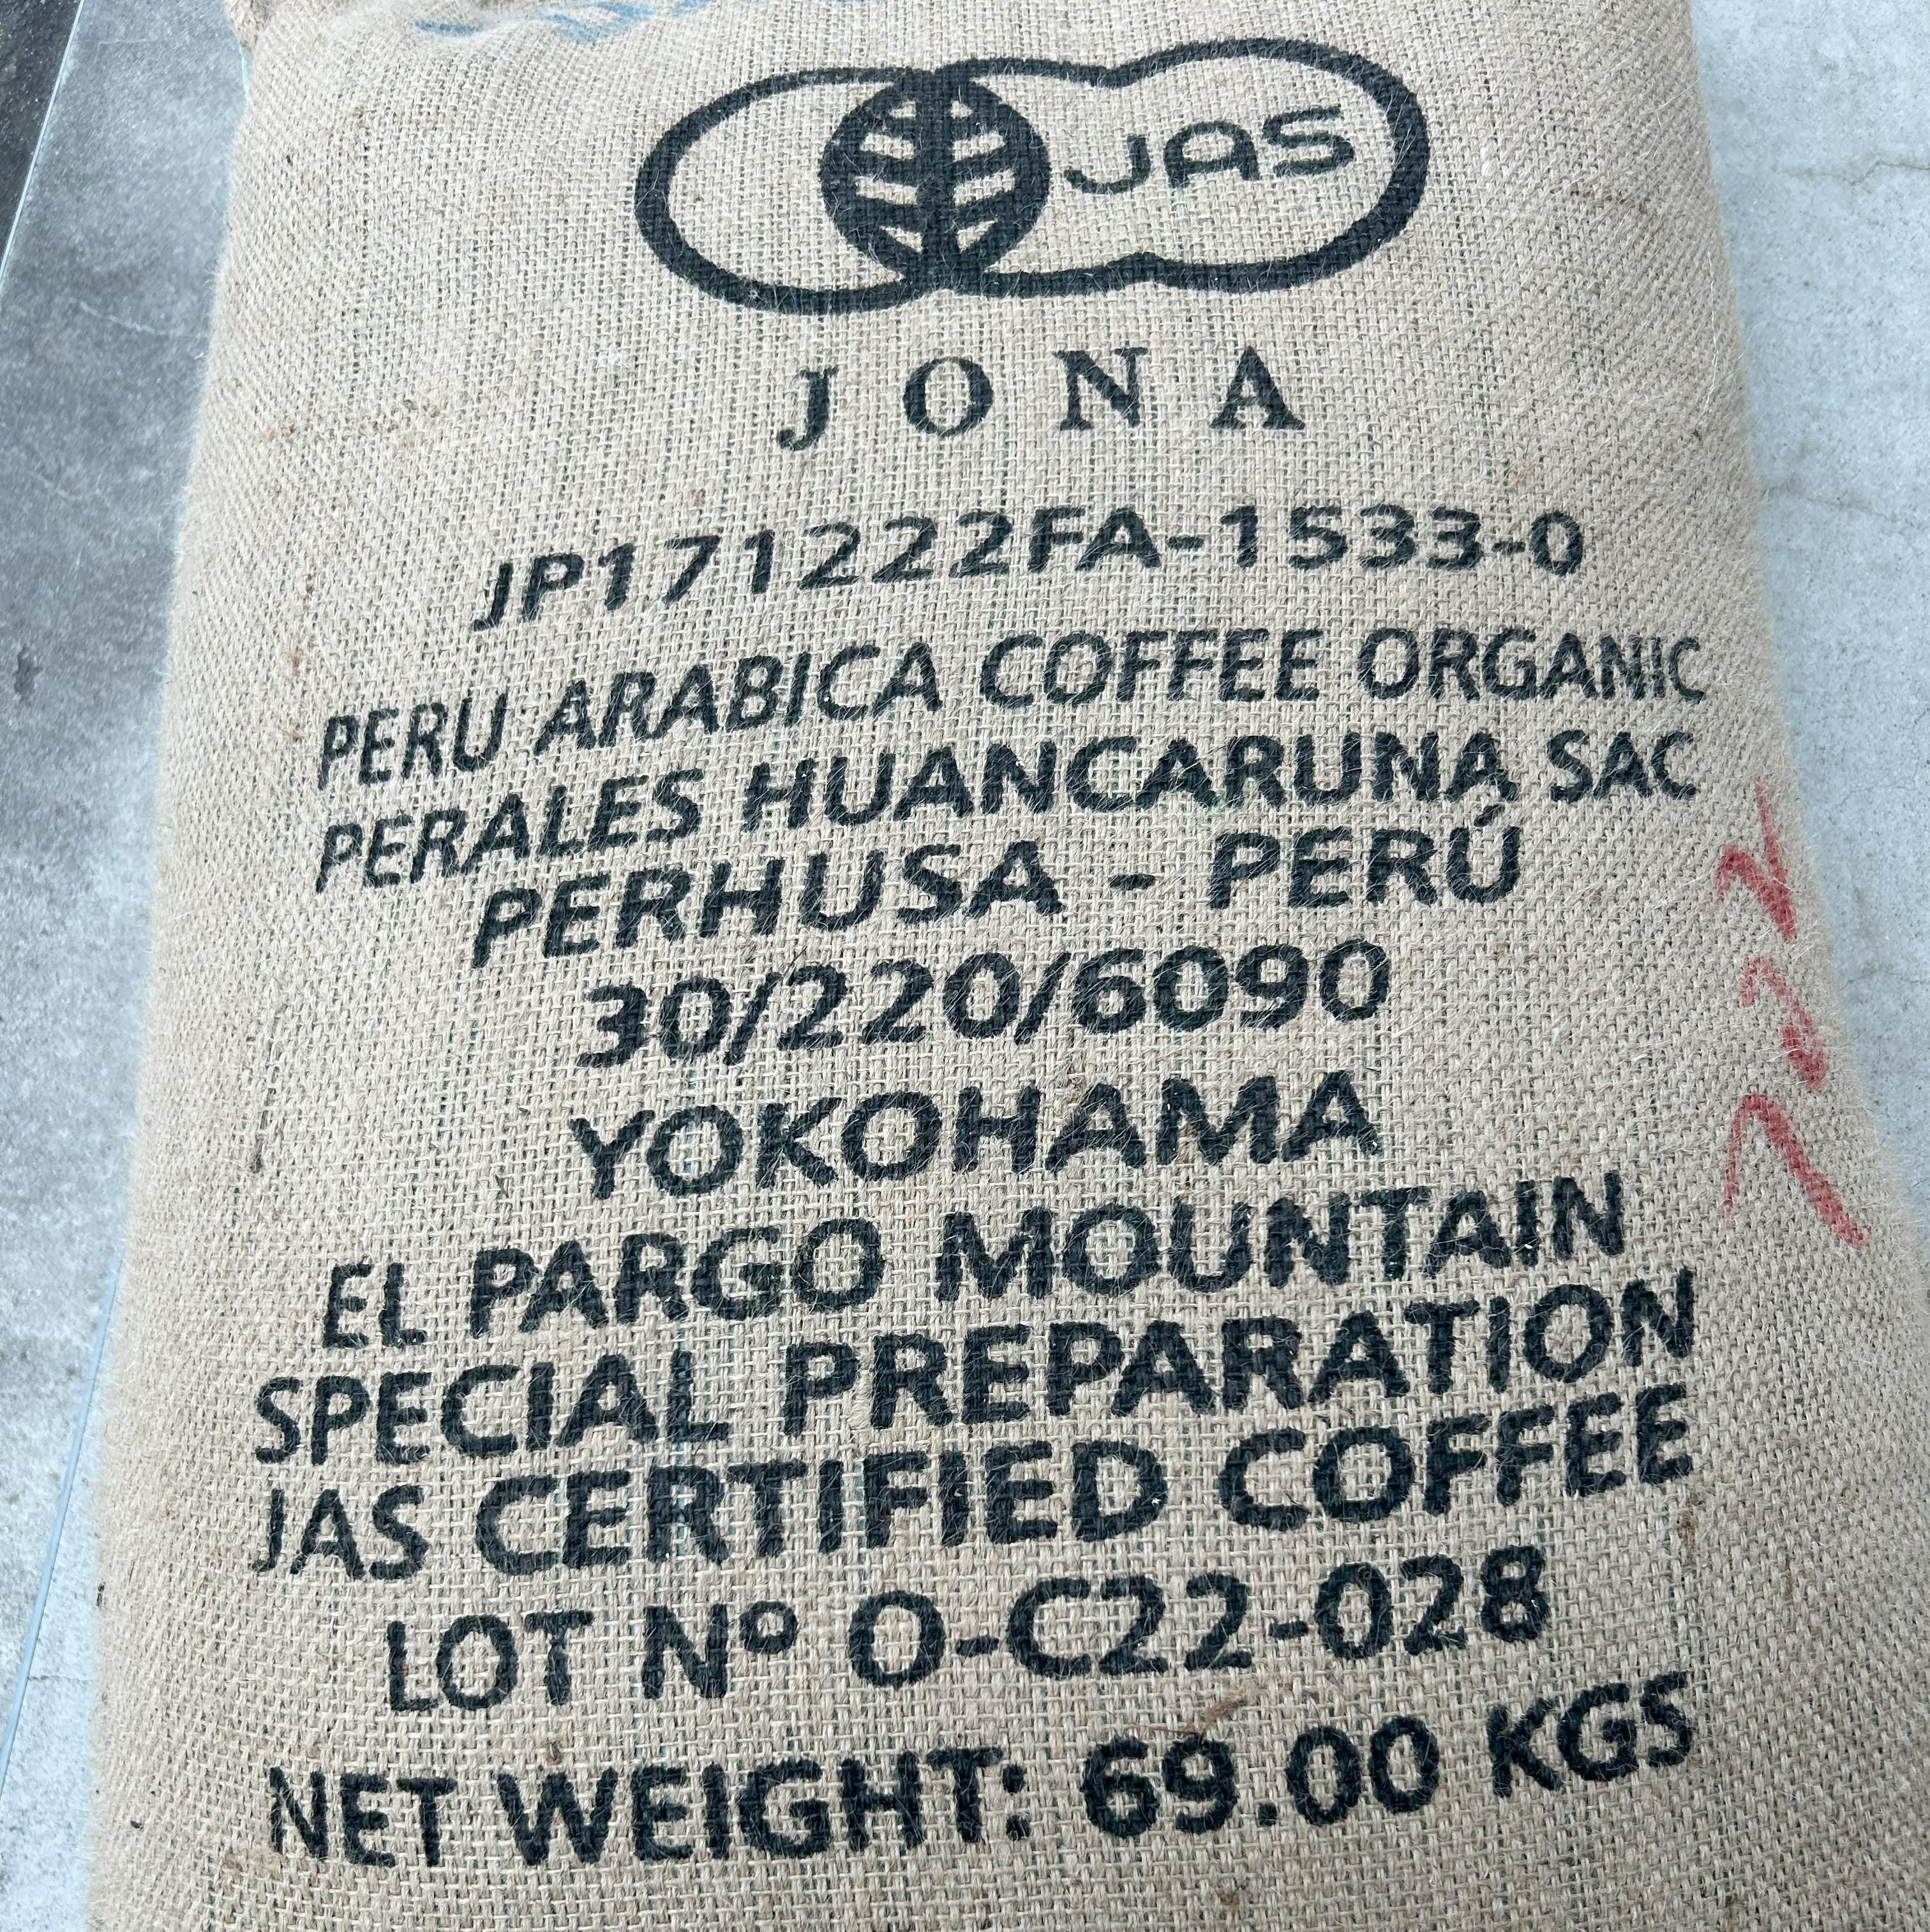 JAS
JONA
JP171222FA-1533-0
PERU ARABICA COFFEE ORGANIC
PERALES HUANCARUNA SAC
PERHUSA - PERÚ
30/220/6090
YOKOHAMA
EL PARGO MOUNTAIN
SPECIAL PREPARATION
JAS CERTIFIED COFFEE
LOT Nº O-C22-028
NET WEIGHT: 69.00 KGS